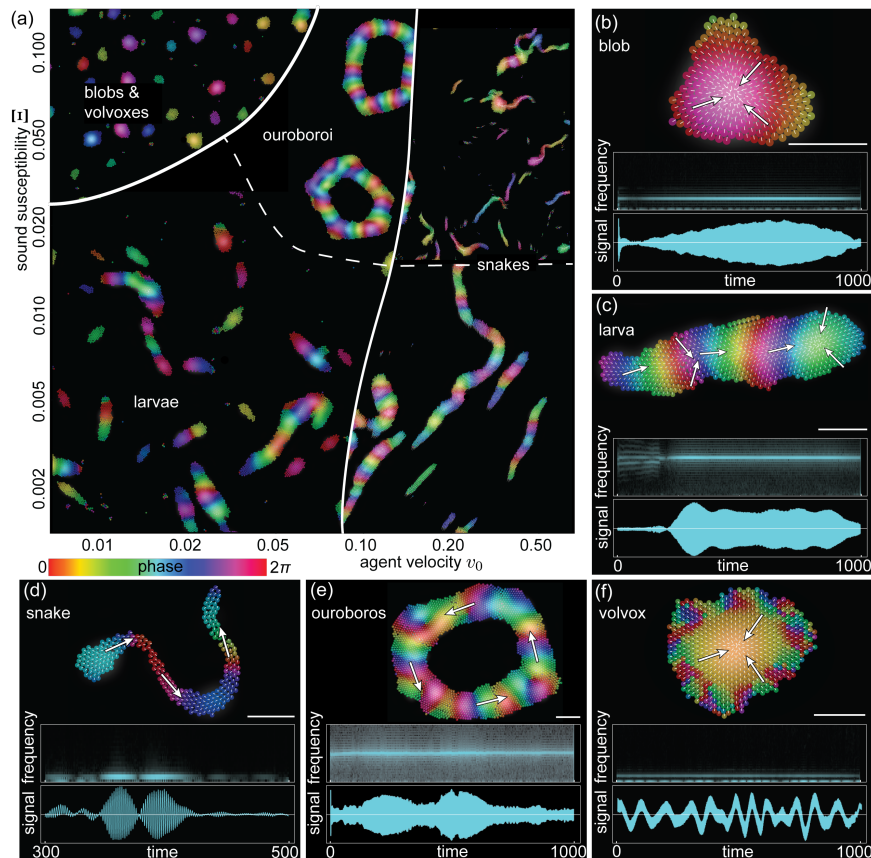 (a)
0.100
blobs &
volvoxes
ouroboroi
Ξ
sound susceptibility
0.050
0.020
snakes
0.010
larvae
0.005
0.002
0.01
0.02
0.05
0.10
0.20
0.50
0
phase
2π
agent velocity v₀
(b)
blob
frequency
signal
0
time
1000
(c)
larva
frequency
signal
0
time
1000
(d)
snake
frequency
signal
300
time
500
(e)
ouroboros
frequency
signal
0
time
1000
(f)
volvox
frequency
signal
0
time
1000